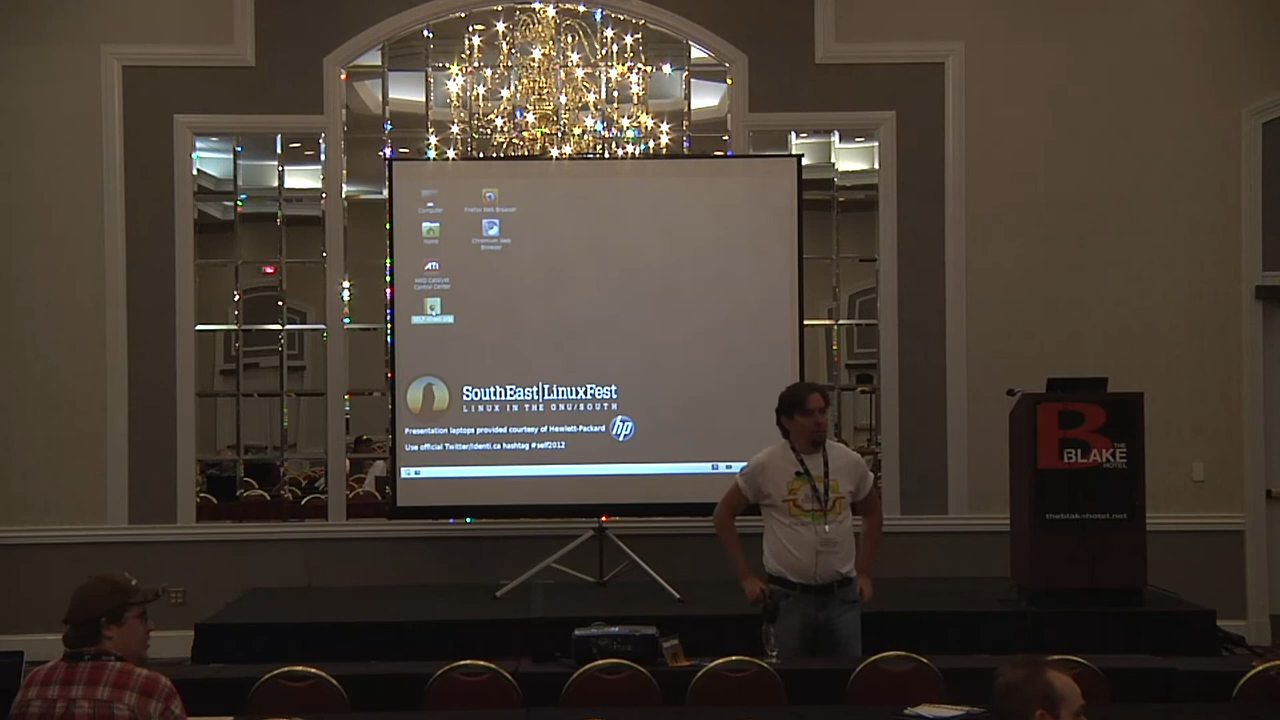 Computer
Firefox Web Browser
home
Chromium Web
Browser
ATI
AMD Catalyst
Control Center
SouthEast|LinuxFest
LINUX IN THE GNU/SOUTH
Presentation laptops provided courtesy of Hewlett-Packard
hp
Use official Twitter/identi.ca hashtag #self2012
B
THE
BLAKE
HOTEL
theblakehotel.net